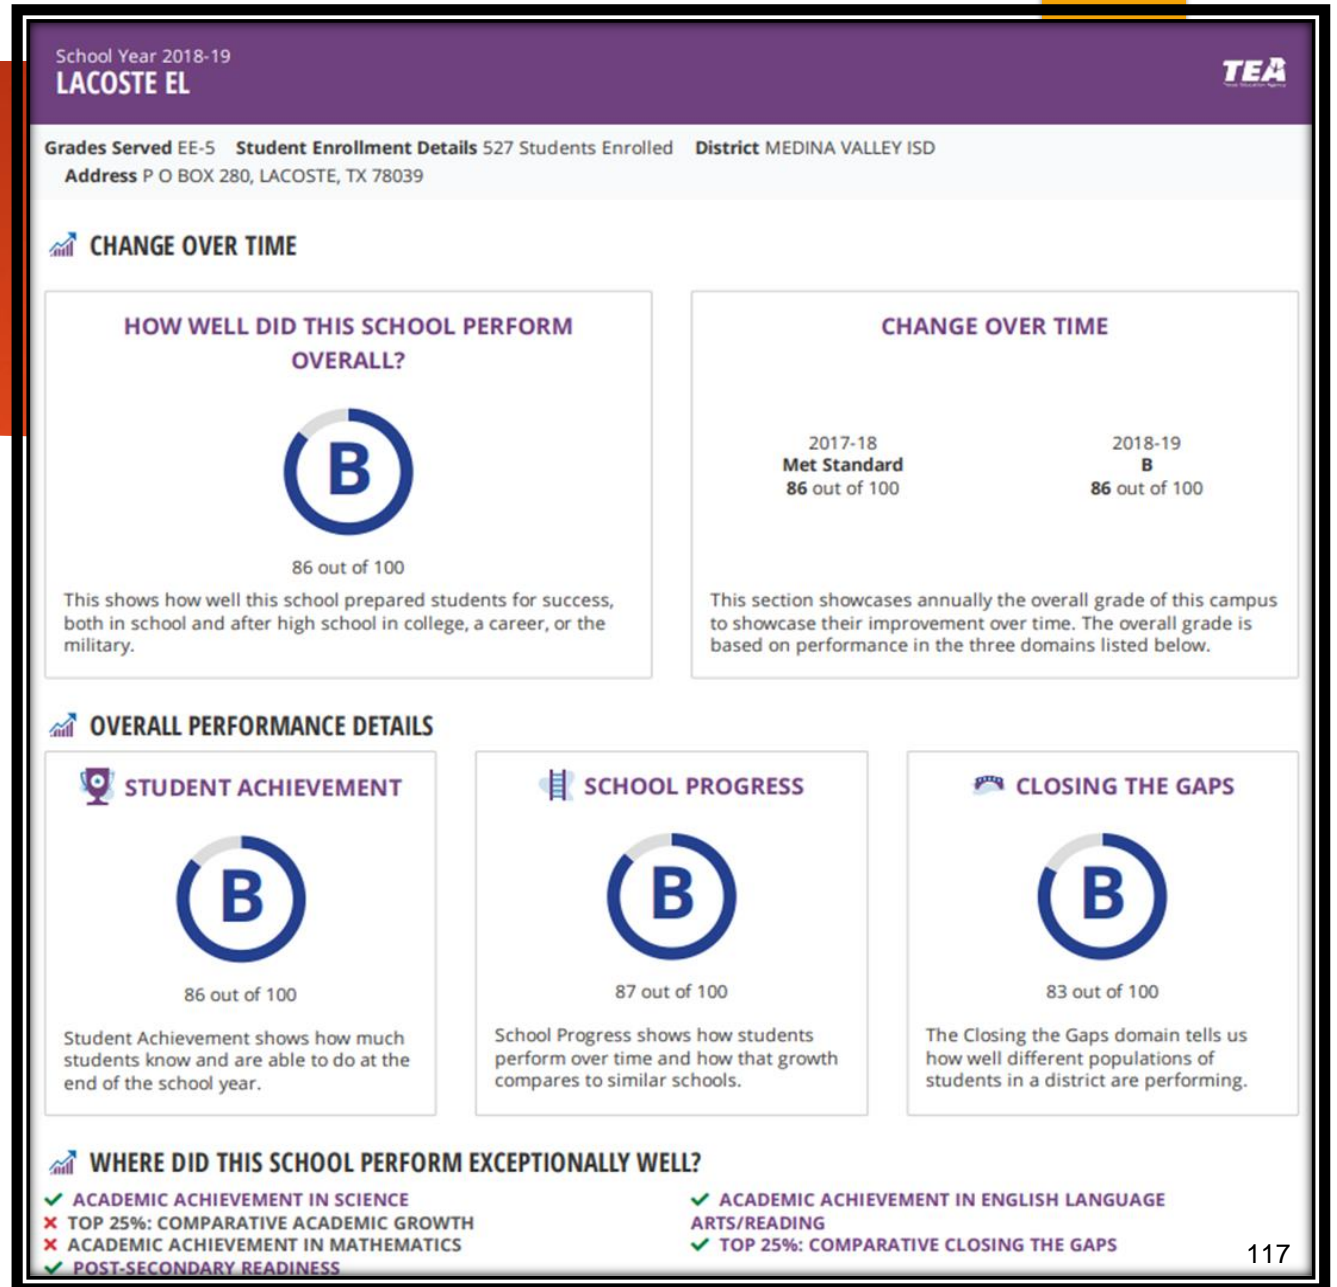 School Year 2018-19
LACOSTE EL
TEA
Grades Served EE-5 Student Enrollment Details 527 Students Enrolled District MEDINA VALLEY ISD
Address P O BOX 280, LACOSTE, TX 78039
CHANGE OVER TIME
HOW WELL DID THIS SCHOOL PERFORM
OVERALL?
B
86 out of 100
This shows how well this school prepared students for success,
both in school and after high school in college, a career, or the
military.
CHANGE OVER TIME
2017-18
Met Standard
86 out of 100
2018-19
B
86 out of 100
This section showcases annually the overall grade of this campus
to showcase their improvement over time. The overall grade is
based on performance in the three domains listed below.
OVERALL PERFORMANCE DETAILS
STUDENT ACHIEVEMENT
B
86 out of 100
Student Achievement shows how much
students know and are able to do at the
end of the school year.
SCHOOL PROGRESS
B
87 out of 100
School Progress shows how students
perform over time and how that growth
compares to similar schools.
CLOSING THE GAPS
B
83 out of 100
The Closing the Gaps domain tells us
how well different populations of
students in a district are performing.
WHERE DID THIS SCHOOL PERFORM EXCEPTIONALLY WELL?
✔ ACADEMIC ACHIEVEMENT IN SCIENCE
✖ TOP 25%: COMPARATIVE ACADEMIC GROWTH
✖ ACADEMIC ACHIEVEMENT IN MATHEMATICS
✔ POST-SECONDARY READINESS
✔ ACADEMIC ACHIEVEMENT IN ENGLISH LANGUAGE
ARTS/READING
✔ TOP 25%: COMPARATIVE CLOSING THE GAPS
117